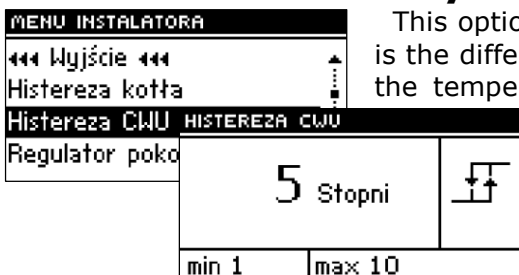 MENU INSTALATORA
Wyjście
Histereza kotła
Histereza CWU
Regulator poko
This optio
is the diffe
the tempe
HISTEREZA CWU
5 Stopni
min 1 max 10